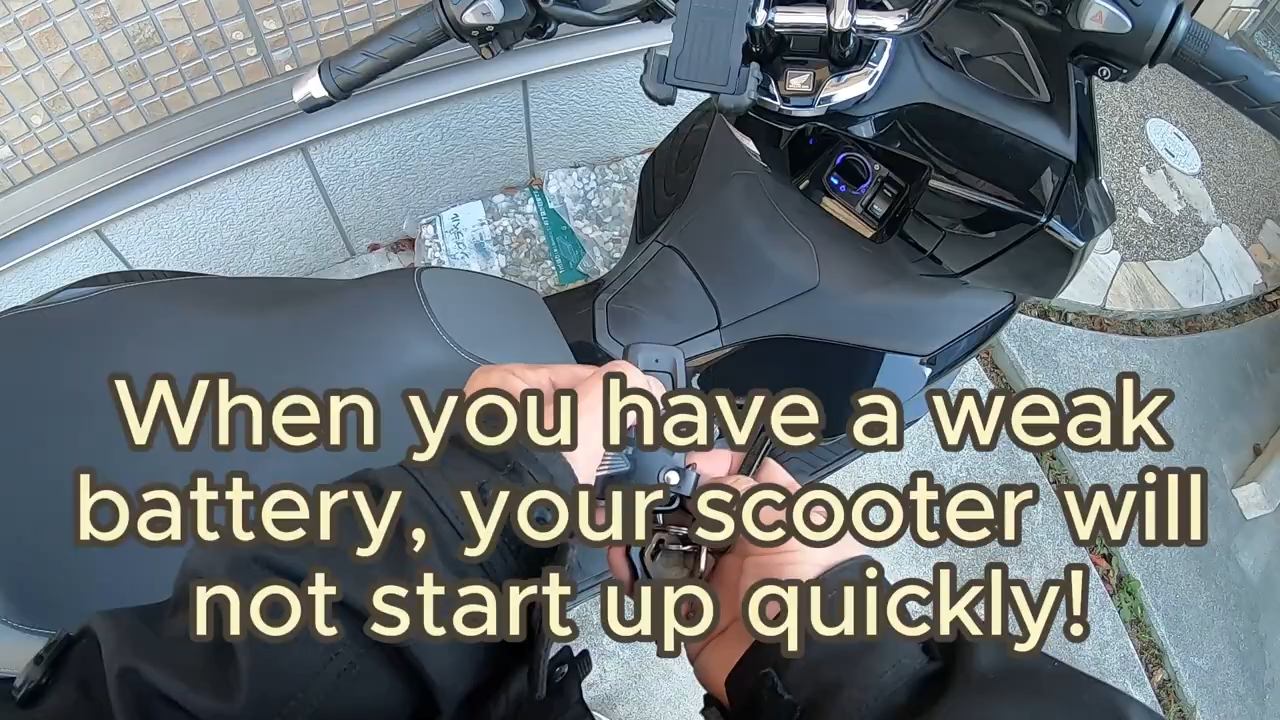 When you have a weak
battery, your scooter will
not start up quickly!